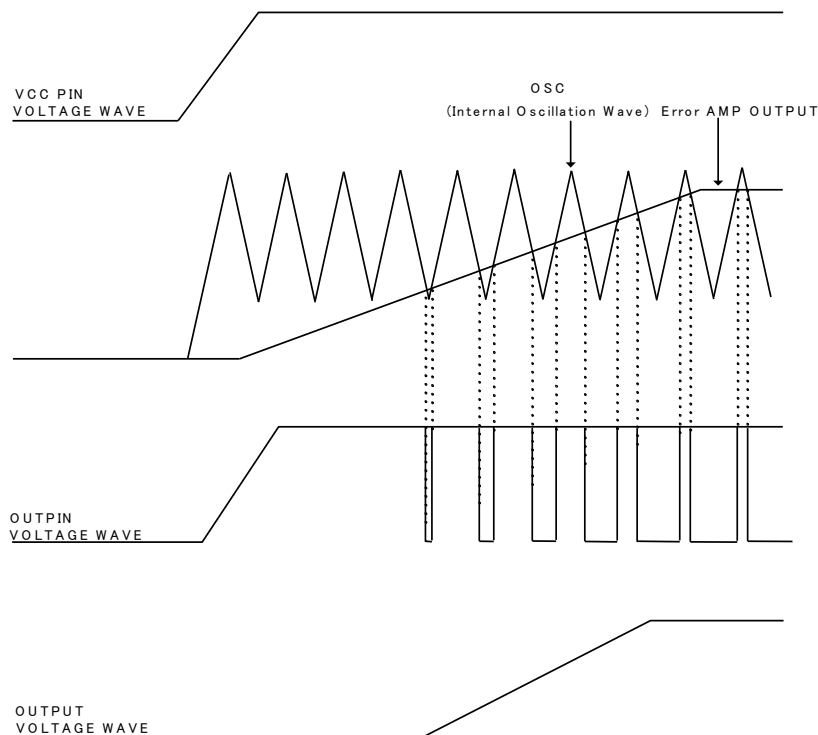 VCC PIN
VOLTAGE WAVE
OSC
(Internal Oscillation Wave) Error AMP OUTPUT
OUTPIN
VOLTAGE WAVE
OUTPUT
VOLTAGE WAVE